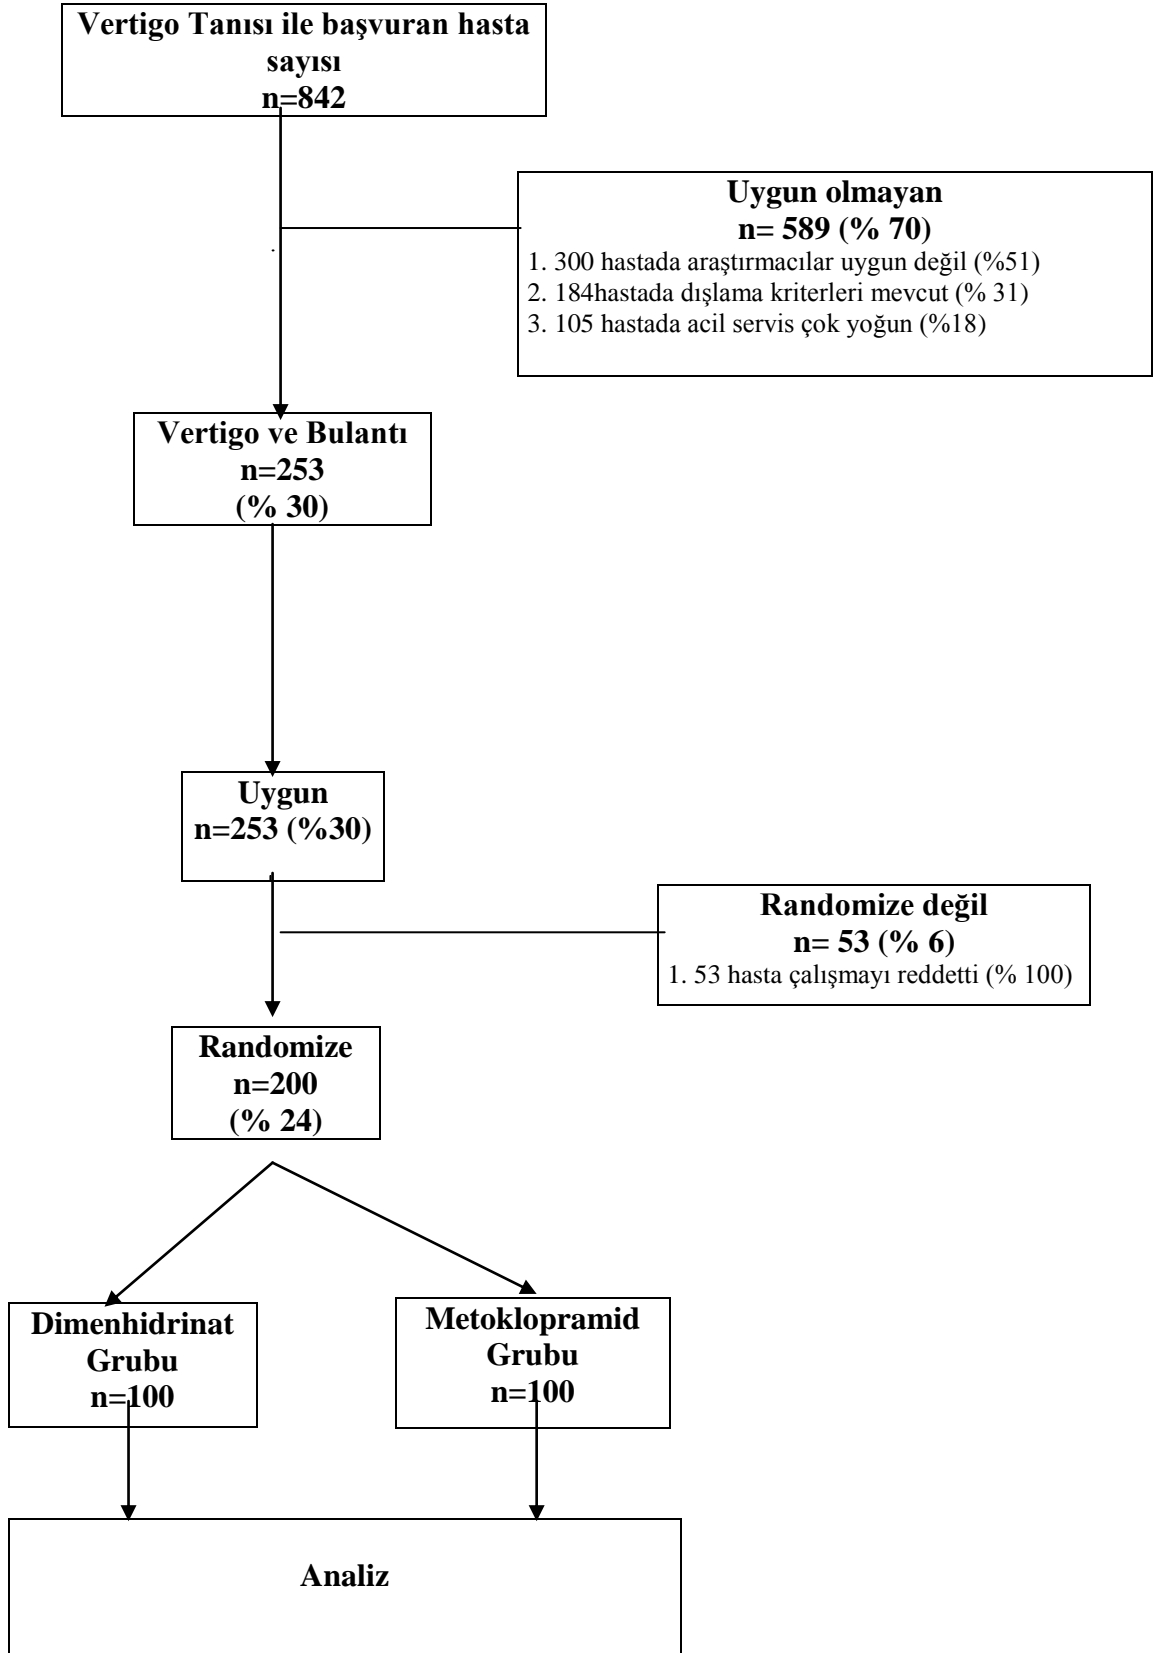 Vertigo Tanısı ile başvuran hasta
sayısı
n=842
Uygun olmayan
n= 589 (% 70)
1. 300 hastada araştırmacılar uygun değil (%51)
2. 184hastada dışlama kriterleri mevcut (% 31)
3. 105 hastada acil servis çok yoğun (%18)
Vertigo ve Bulantı
n=253
(% 30)
Uygun
n=253 (%30)
Randomize değil
n= 53 (% 6)
1. 53 hasta çalışmayı reddetti (% 100)
Randomize
n=200
(% 24)
Dimenhidrinat
Grubu
n=100
Metoklopramid
Grubu
n=100
Analiz